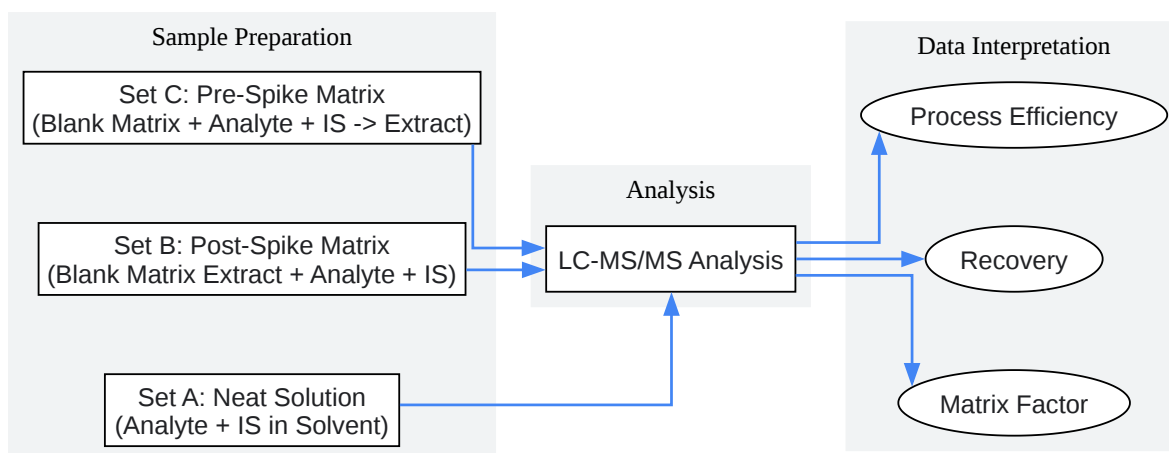 Sample Preparation
Set C: Pre-Spike Matrix
(Blank Matrix + Analyte + IS -> Extract)
Set B: Post-Spike Matrix
(Blank Matrix Extract + Analyte + IS)
Set A: Neat Solution
(Analyte + IS in Solvent)
Analysis
LC-MS/MS Analysis
Data Interpretation
Process Efficiency
Recovery
Matrix Factor